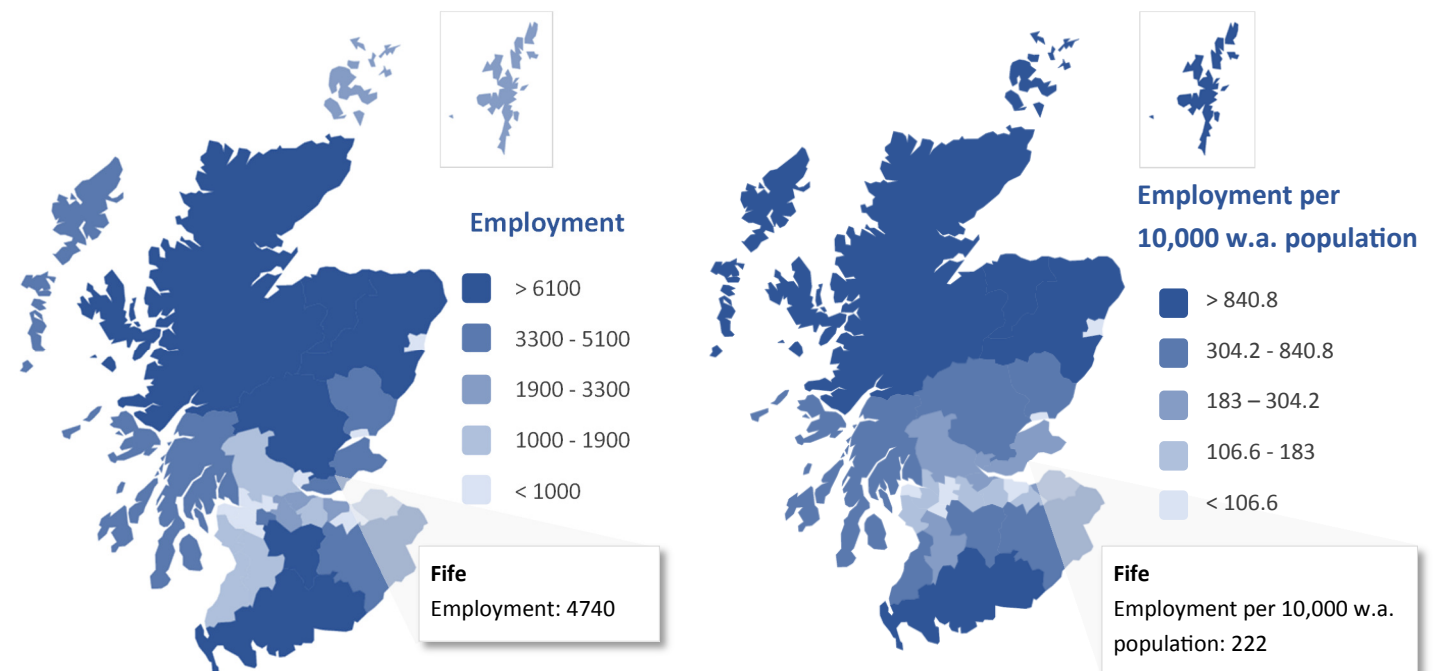 Employment
> 6100
3300 - 5100
1900 - 3300
1000 - 1900
< 1000
Fife
Employment: 4740
Employment per
10,000 w.a. population
> 840.8
304.2 - 840.8
183 – 304.2
106.6 - 183
< 106.6
Fife
Employment per 10,000 w.a.
population: 222